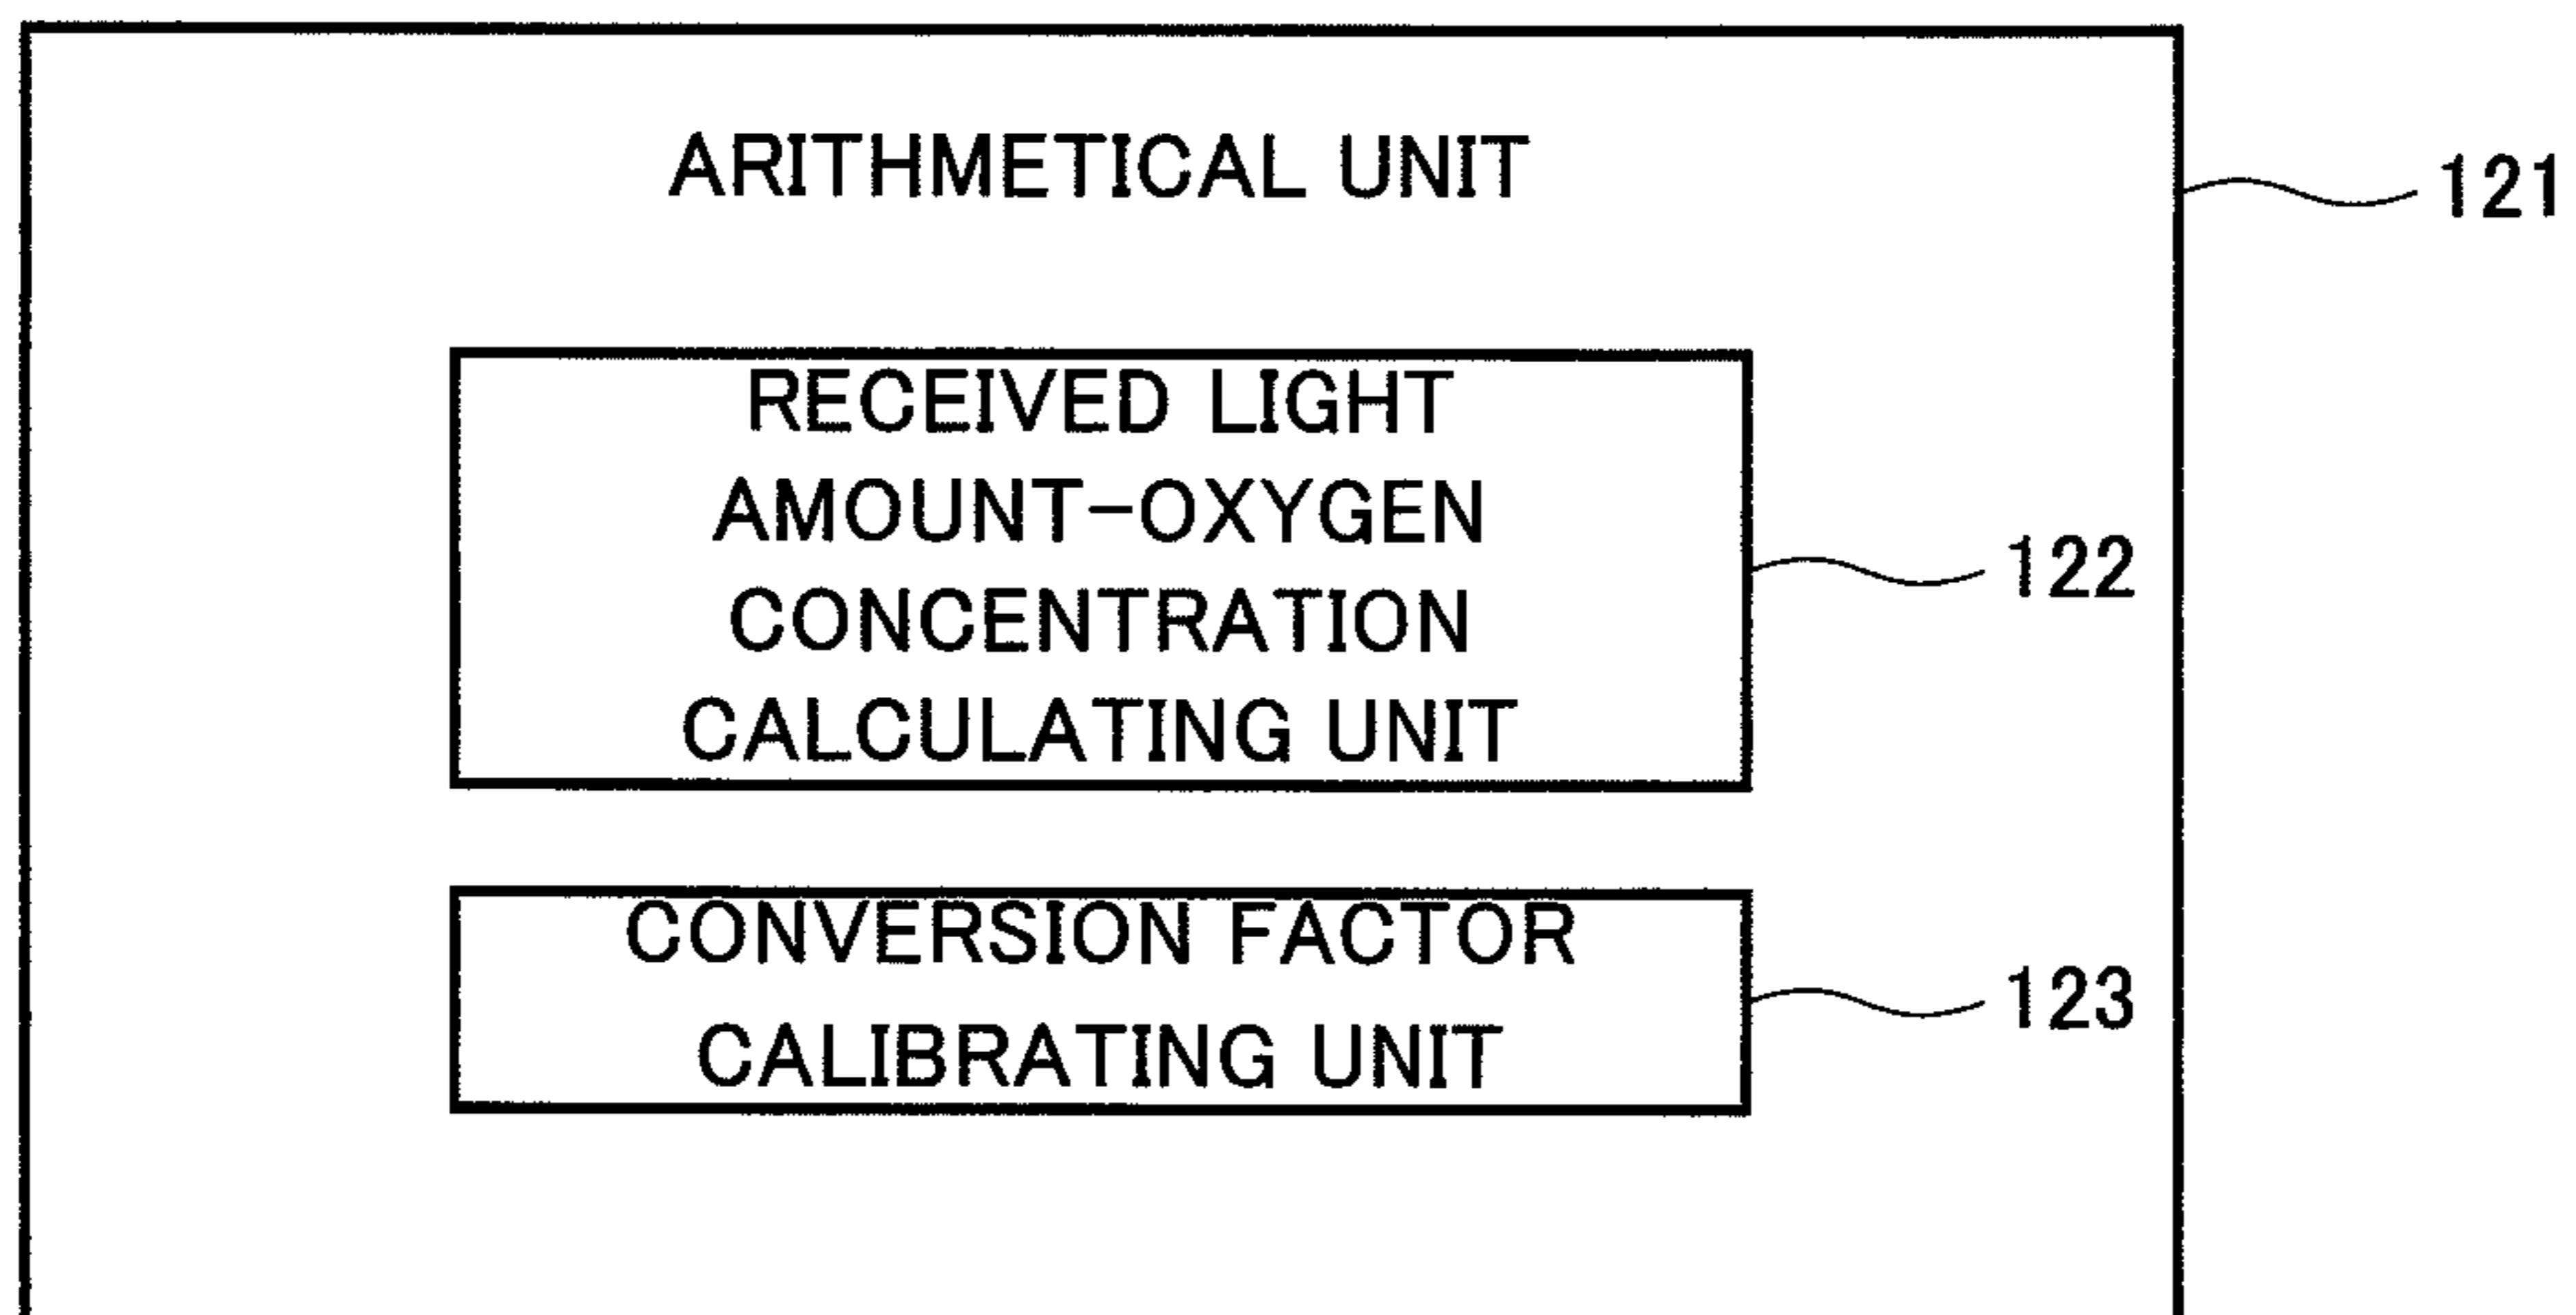 ARITHMETICAL UNIT
121
RECEIVED LIGHT
AMOUNT-OXYGEN
CONCENTRATION
CALCULATING UNIT
122
CONVERSION FACTOR
CALIBRATING UNIT
123